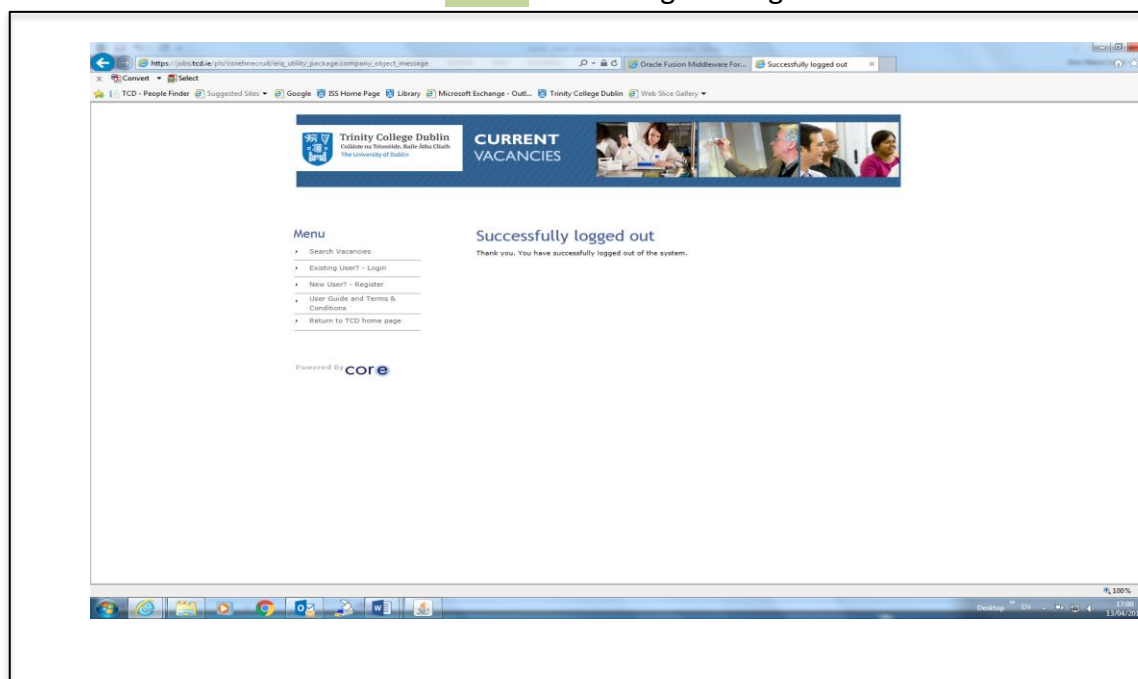 https://jobs.tcd.ie/pls/corehrrecruit/erq_utility_package.company_object_message
Oracle Fusion Middleware For...
Successfully logged out
Convert
Select
TCD - People Finder
Suggested Sites
Google
ISS Home Page
Library
Microsoft Exchange - Outl...
Trinity College Dublin
Web Slice Gallery
Trinity College Dublin
Coláiste na Tríonóide, Baile Átha Cliath
The University of Dublin
CURRENT
VACANCIES
Menu
Search Vacancies
Existing User? - Login
New User? - Register
User Guide and Terms &
Conditions
Return to TCD home page
Powered By core
Successfully logged out
Thank you. You have successfully logged out of the system.
100%
Desktop
EN
17:00